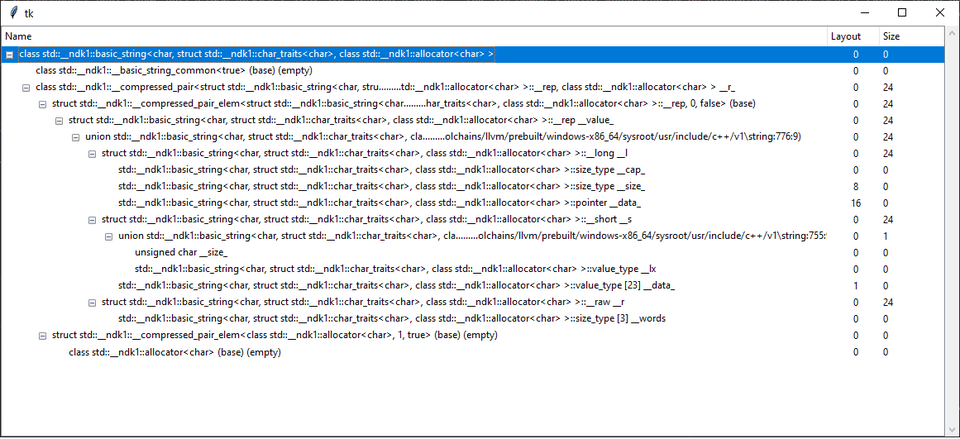 tk
Name Layout Size
class std::__ndk1::basic_string<char, struct std::__ndk1::char_traits<char>, class std::__ndk1::allocator<char> > 0 0
class std::__ndk1::__basic_string_common<true> (base) (empty) 0 0
class std::__ndk1::__compressed_pair<struct std::__ndk1::basic_string<char, stru.........td::__ndk1::allocator<char> >::__rep, class std::__ndk1::allocator<char> > __r_ 0 24
struct std::__ndk1::__compressed_pair_elem<struct std::__ndk1::basic_string<char.........har_traits<char>, class std::__ndk1::allocator<char> >::__rep, 0, false> (base) 0 24
struct std::__ndk1::basic_string<char, struct std::__ndk1::char_traits<char>, class std::__ndk1::allocator<char> >::__rep __value_ 0 24
union std::__ndk1::basic_string<char, struct std::__ndk1::char_traits<char>, cla.........olchains/llvm/prebuilt/windows-x86_64/sysroot/usr/include/c++/v1\string:776:9) 0 24
struct std::__ndk1::basic_string<char, struct std::__ndk1::char_traits<char>, class std::__ndk1::allocator<char> >::__long __l 0 24
std::__ndk1::basic_string<char, struct std::__ndk1::char_traits<char>, class std::__ndk1::allocator<char> >::size_type __cap_ 0 0
std::__ndk1::basic_string<char, struct std::__ndk1::char_traits<char>, class std::__ndk1::allocator<char> >::size_type __size_ 8 0
std::__ndk1::basic_string<char, struct std::__ndk1::char_traits<char>, class std::__ndk1::allocator<char> >::pointer __data_ 16 0
struct std::__ndk1::basic_string<char, struct std::__ndk1::char_traits<char>, class std::__ndk1::allocator<char> >::__short __s 0 24
union std::__ndk1::basic_string<char, struct std::__ndk1::char_traits<char>, cla.........olchains/llvm/prebuilt/windows-x86_64/sysroot/usr/include/c++/v1\string:755:9 0 1
unsigned char __size_ 0 0
std::__ndk1::basic_string<char, struct std::__ndk1::char_traits<char>, class std::__ndk1::allocator<char> >::value_type __lx 0 0
std::__ndk1::basic_string<char, struct std::__ndk1::char_traits<char>, class std::__ndk1::allocator<char> >::value_type [23] __data_ 1 0
struct std::__ndk1::basic_string<char, struct std::__ndk1::char_traits<char>, class std::__ndk1::allocator<char> >::__raw __r 0 24
std::__ndk1::basic_string<char, struct std::__ndk1::char_traits<char>, class std::__ndk1::allocator<char> >::size_type [3] __words 0 0
struct std::__ndk1::__compressed_pair_elem<class std::__ndk1::allocator<char>, 1, true> (base) (empty) 0 0
class std::__ndk1::allocator<char> (base) (empty) 0 0